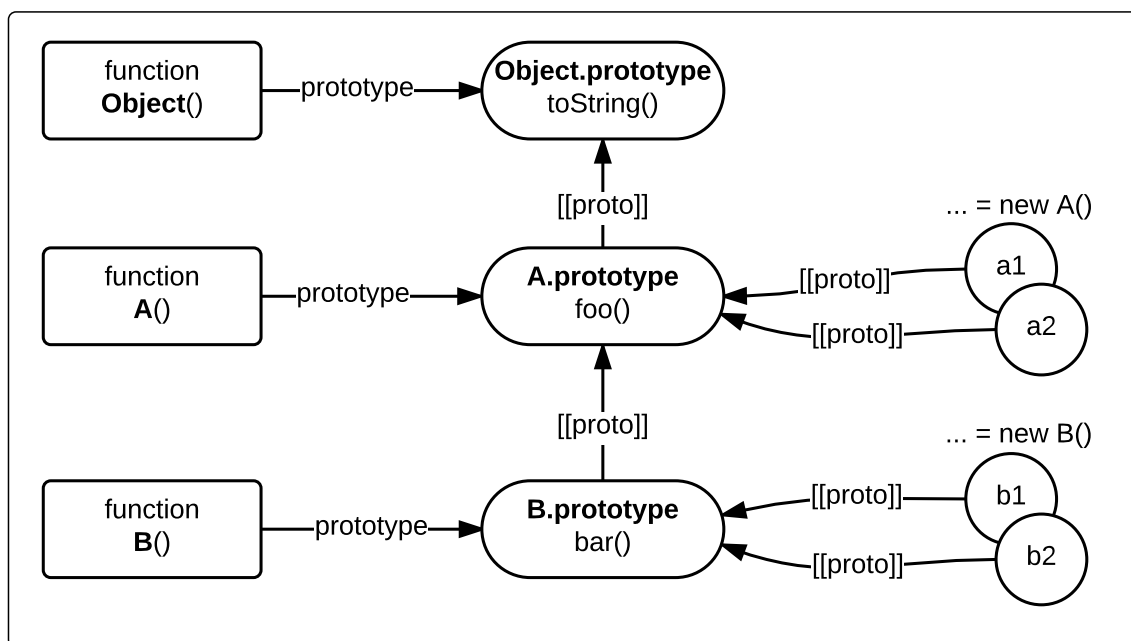 function
Object()
prototype
Object.prototype
toString()
[[proto]]
... = new A()
function
A()
prototype
A.prototype
foo()
[[proto]]
a1
[[proto]]
a2
[[proto]]
... = new B()
function
B()
prototype
B.prototype
bar()
[[proto]]
b1
[[proto]]
b2